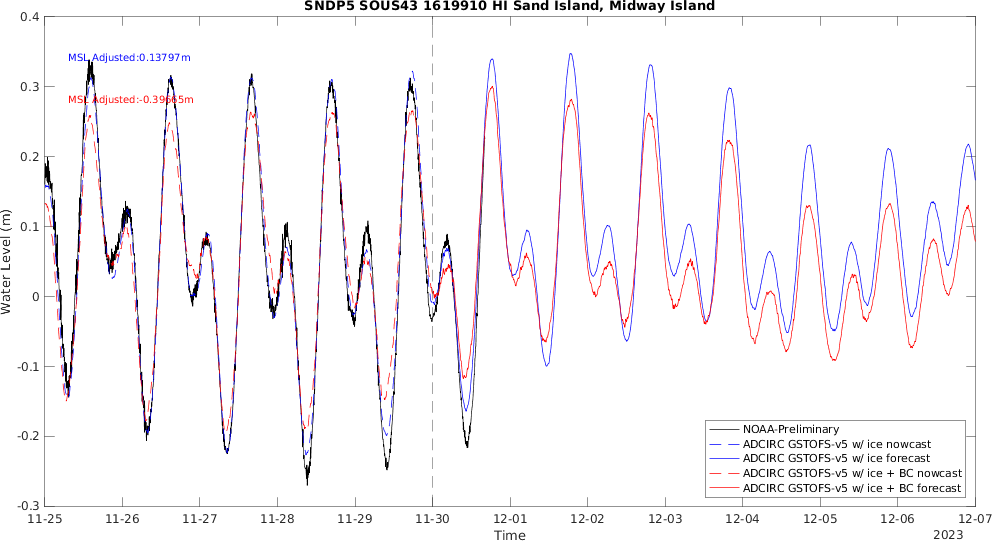 SNDP5 SOUS43 1619910 HI Sand Island, Midway Island
MSL Adjusted:0.13797m
MSL Adjusted:-0.39665m
Water Level (m)
0.4
0.3
0.2
0.1
0
-0.1
-0.2
-0.3
NOAA-Preliminary
ADCIRC GSTOFS-v5 w/ ice nowcast
ADCIRC GSTOFS-v5 w/ ice forecast
ADCIRC GSTOFS-v5 w/ ice + BC nowcast
ADCIRC GSTOFS-v5 w/ ice + BC forecast
11-25 11-26 11-27 11-28 11-29 11-30 12-01 12-02 12-03 12-04 12-05 12-06 12-07
Time
2023